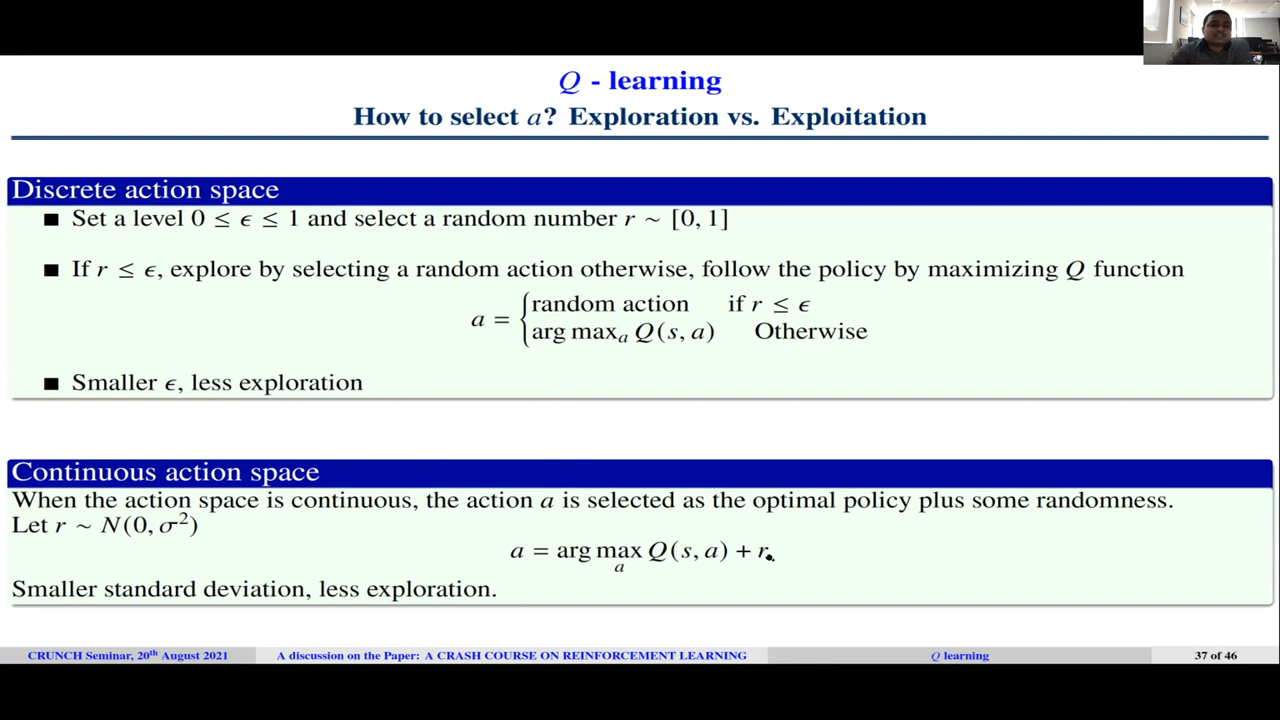 Q - learning
How to select a? Exploration vs. Exploitation
Discrete action space
■ Set a level 0 ≤ ϵ ≤ 1 and select a random number r ∼ [0, 1]
■ If r ≤ ϵ, explore by selecting a random action otherwise, follow the policy by maximizing Q function
a = { random action if r ≤ ϵ
arg maxₐ Q(s, a) Otherwise
■ Smaller ϵ, less exploration
Continuous action space
When the action space is continuous, the action a is selected as the optimal policy plus some randomness.
Let r ∼ N(0, σ²)
a = arg max Q(s, a) + r.
a
Smaller standard deviation, less exploration.
CRUNCH Seminar, 20th August 2021 A discussion on the Paper: A CRASH COURSE ON REINFORCEMENT LEARNING Q learning 37 of 46